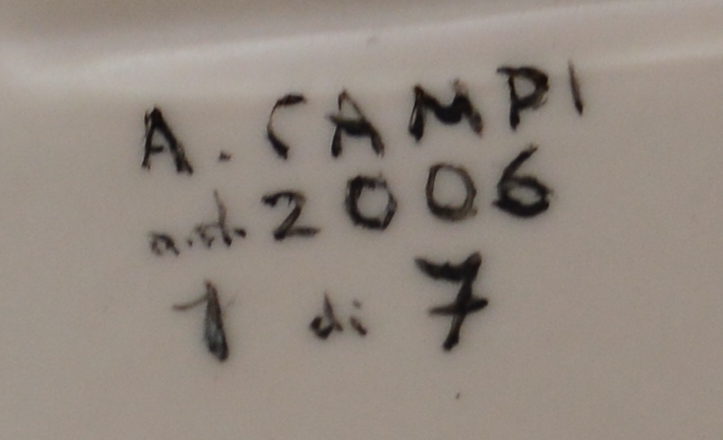 A. CAMPI
a.d. 2006
1 di 7